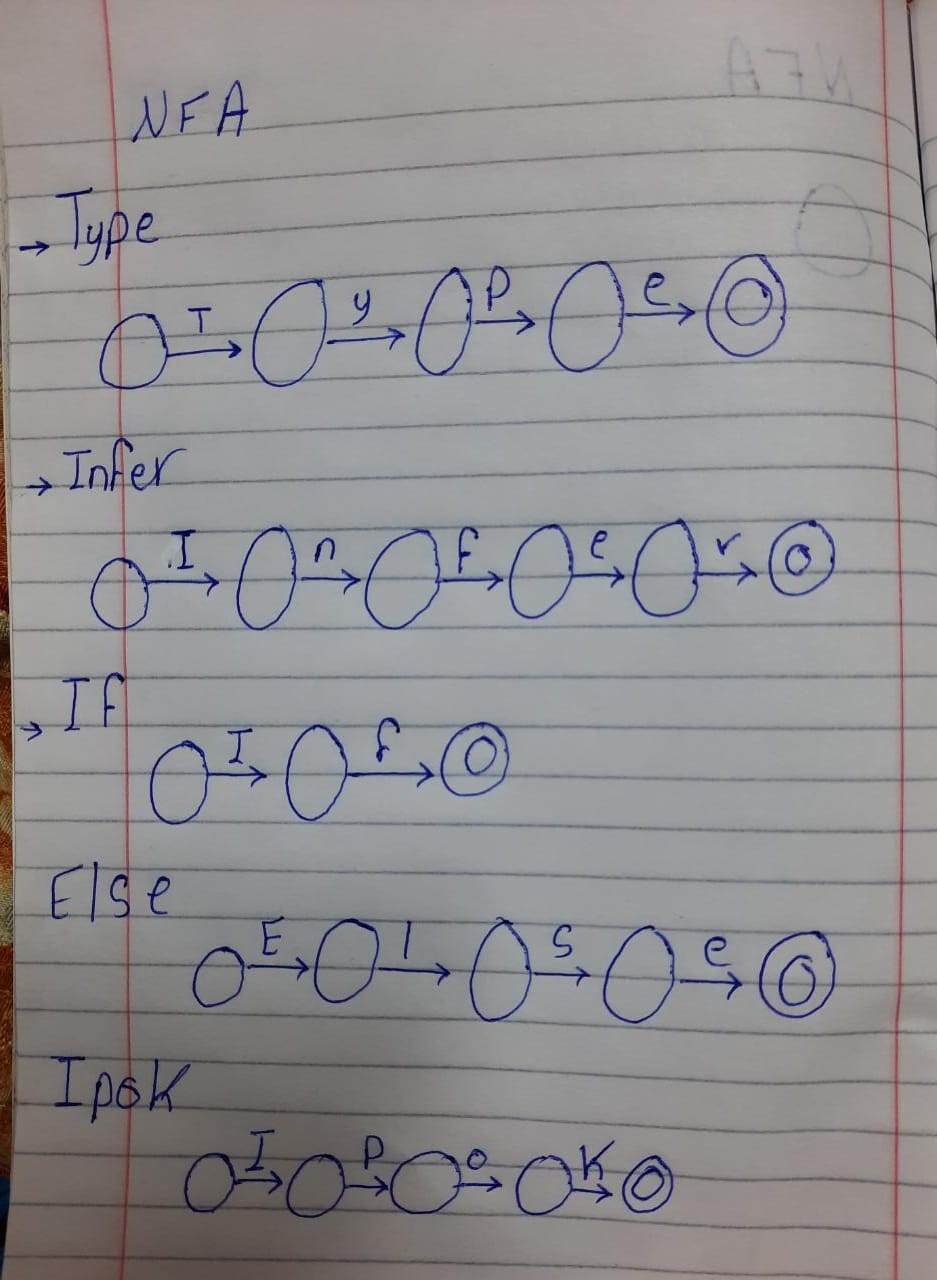 NFA
→ Type
T y p e
→ Infer
I n f e r
→ If
I f
Else
E l s e
Ipok
I p o K